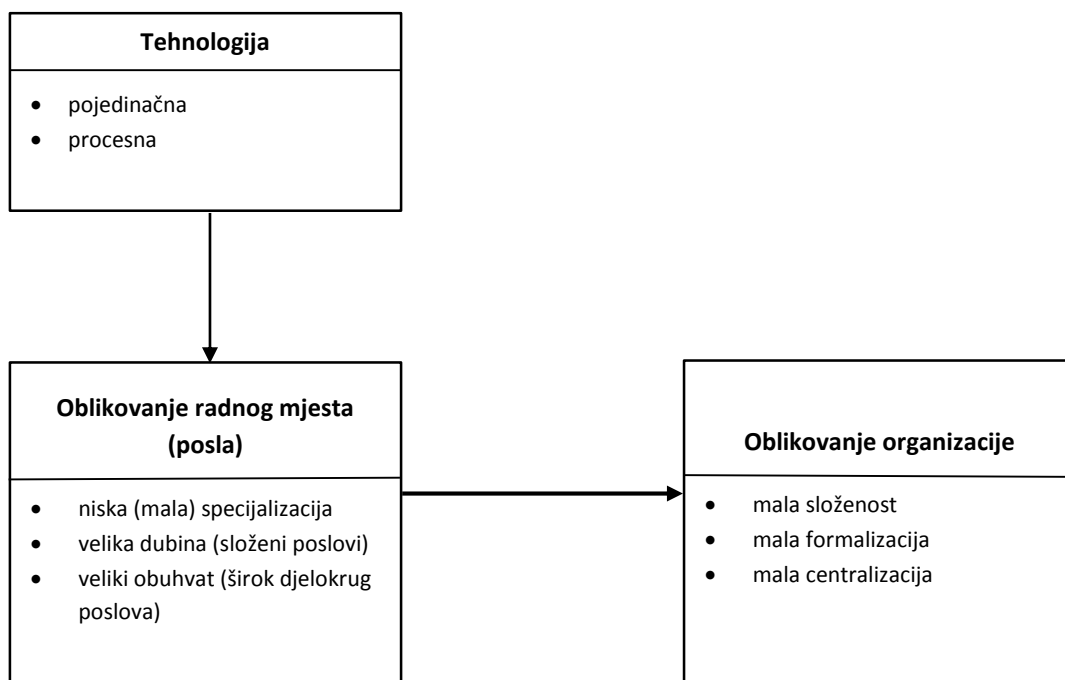 Tehnologija
• pojedinačna
• procesna
Oblikovanje radnog mjesta
(posla)
• niska (mala) specijalizacija
• velika dubina (složeni poslovi)
• veliki obuhvat (širok djelokrug
poslova)
Oblikovanje organizacije
• mala složenost
• mala formalizacija
• mala centralizacija